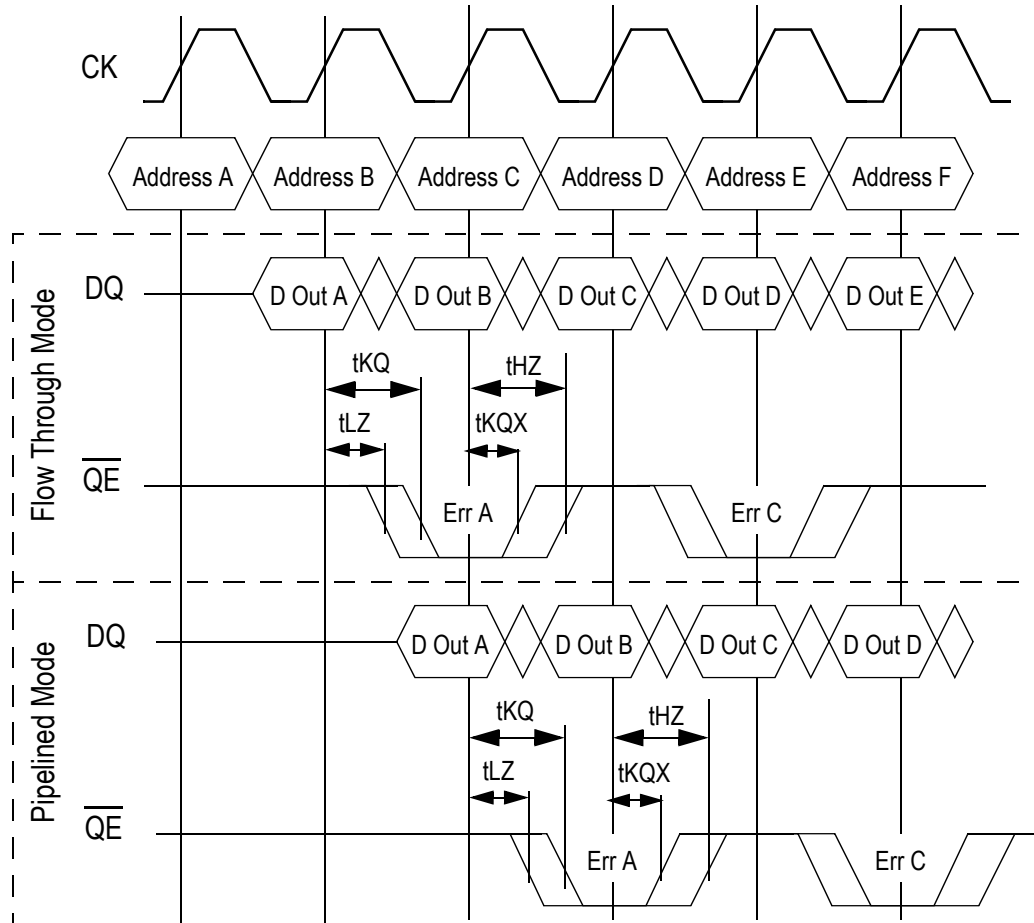 CK
Address A Address B Address C Address D Address E Address F
Flow Through Mode
DQ
D Out A D Out B D Out C D Out D D Out E
tKQ tHZ
tLZ tKQX
QE
Err A Err C
Pipelined Mode
DQ
D Out A D Out B D Out C D Out D
tKQ tHZ
tLZ tKQX
QE
Err A Err C